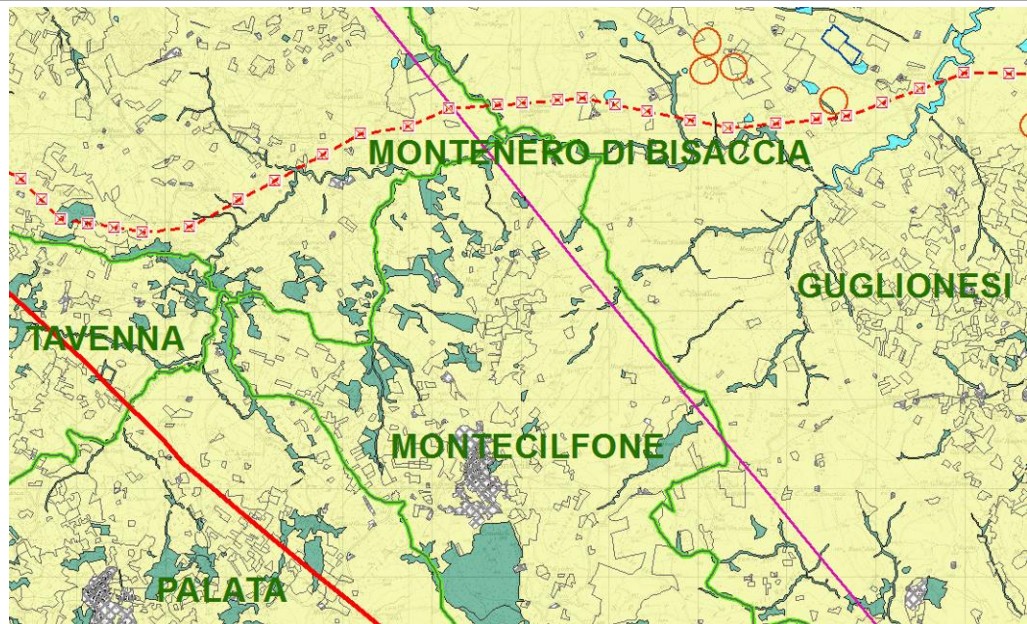 MONTENERO DI BISACCIA
GUGLIONESI
TAVENNA
MONTECILFONE
PALATA